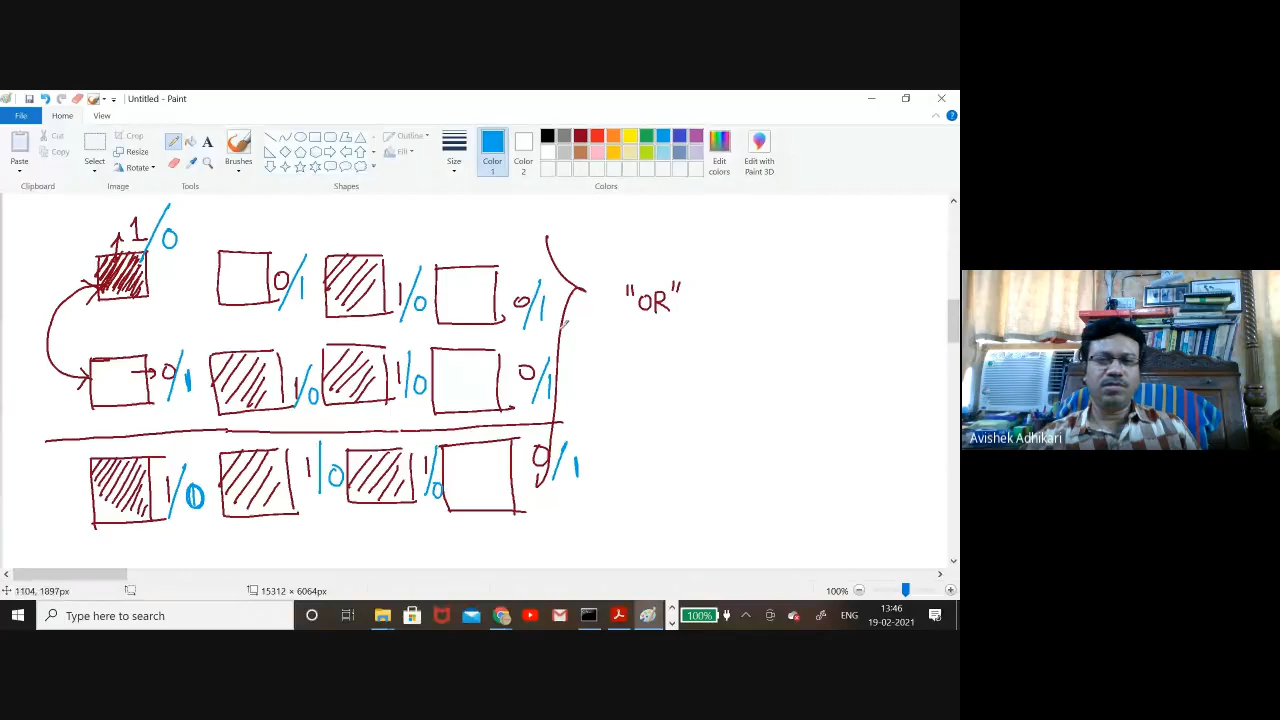 Untitled - Paint
File Home View
Paste
Cut
Copy
Clipboard
Select
Crop
Resize
Rotate
Image
A
Tools
Brushes
Outline
Fill
Shapes
Size
Color 1
Color 2
Edit colors
Colors
Edit with Paint 3D
1/0 0/1 1/0 0/1
"OR"
0/1 1/0 1/0 0/1
1/0 1/0 1/0 0/1
Avishek Adhikari
1104, 1897px
15312 × 6064px
100%
Type here to search
100%
ENG
13:46
19-02-2021